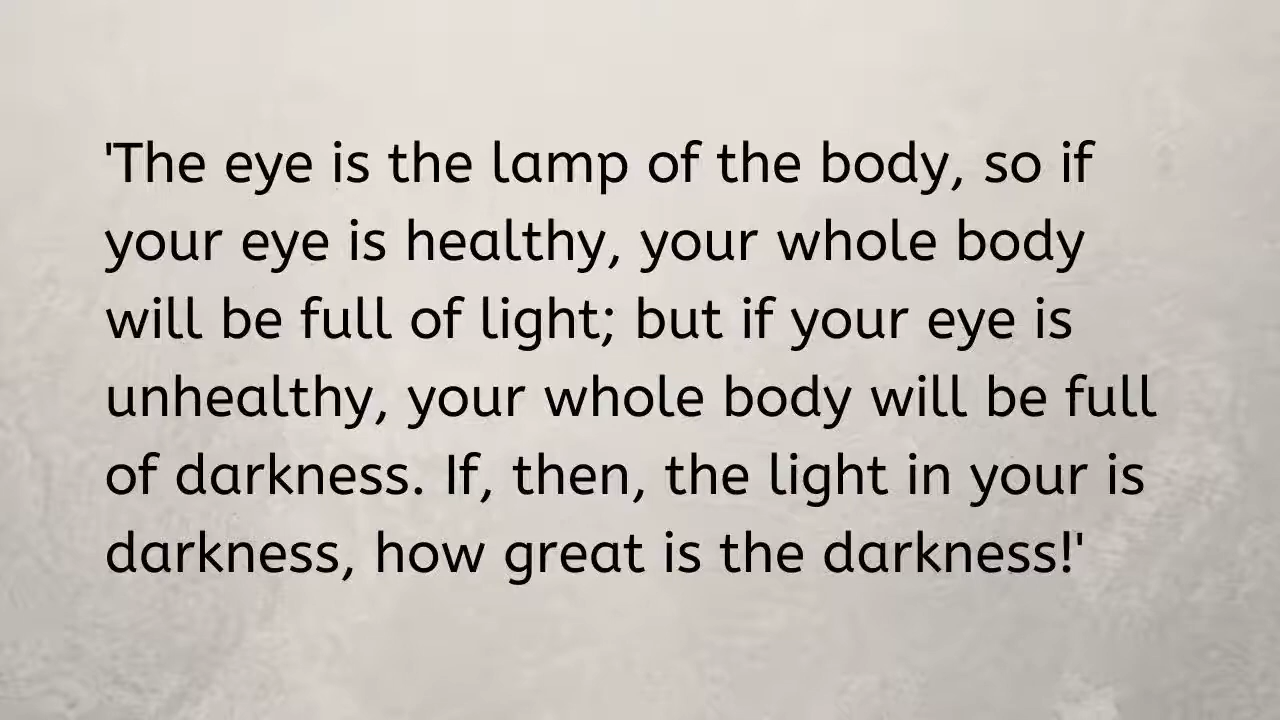 'The eye is the lamp of the body, so if
your eye is healthy, your whole body
will be full of light; but if your eye is
unhealthy, your whole body will be full
of darkness. If, then, the light in your is
darkness, how great is the darkness!'